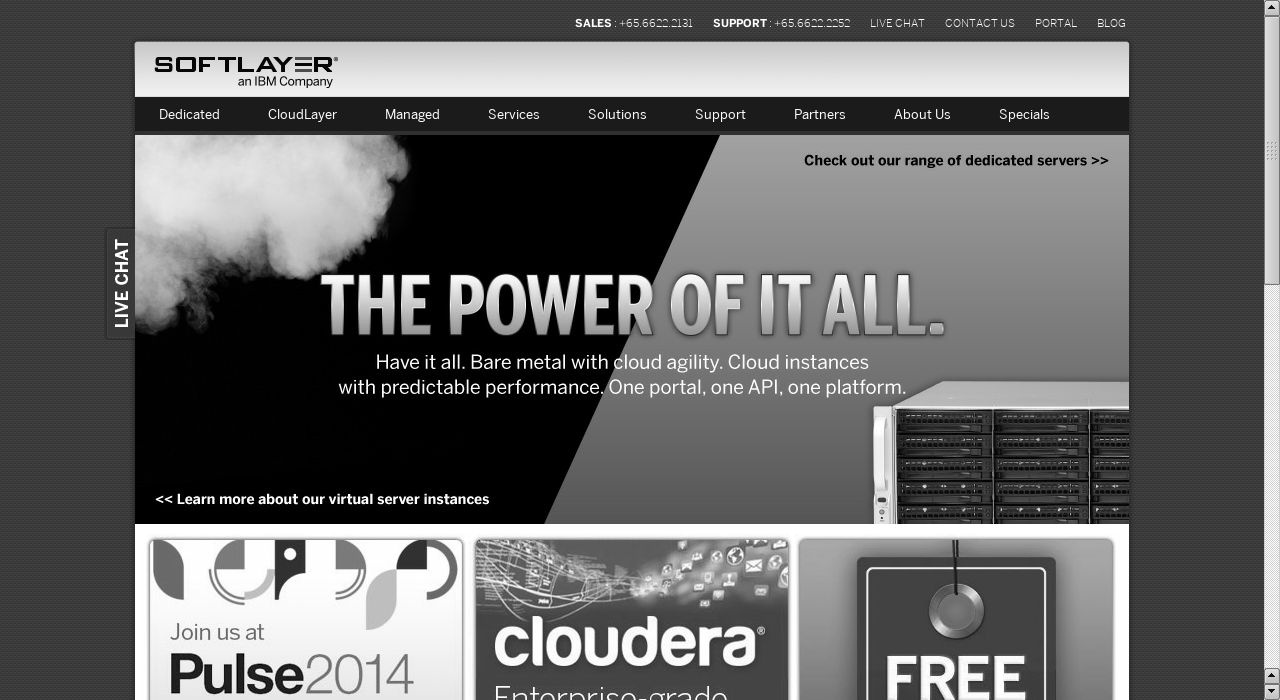 SALES : +65.6622.2131 SUPPORT : +65.6622.2252 LIVE CHAT CONTACT US PORTAL BLOG
SOFTLAYER®
an IBM Company
Dedicated CloudLayer Managed Services Solutions Support Partners About Us Specials
Check out our range of dedicated servers >>
LIVE CHAT
THE POWER OF IT ALL.
Have it all. Bare metal with cloud agility. Cloud instances
with predictable performance. One portal, one API, one platform.
<< Learn more about our virtual server instances
Join us at
Pulse2014
cloudera®
Enterprise-grade
FREE